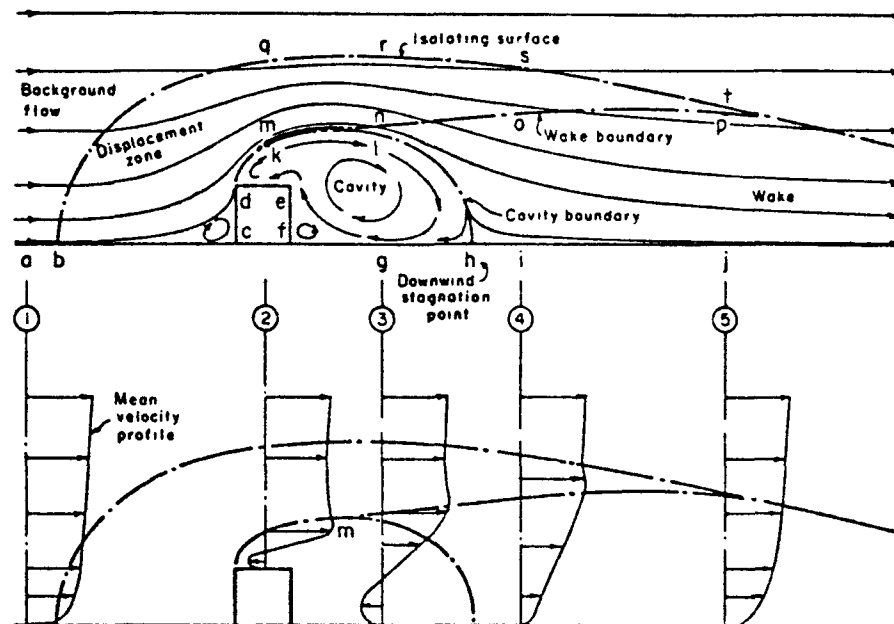 q
r
Isolating surface
s
Background
flow
t
Displacement
zone
m
n
o
Wake boundary
p
k
l
Cavity
Wake
d
e
Cavity boundary
c
f
a
b
g
h
i
j
Downwind
stagnation
point
1
2
3
4
5
Mean
velocity
profile
m